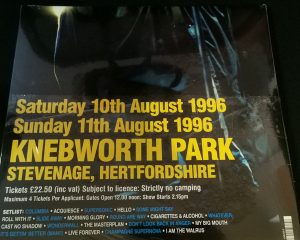 Saturday 10th August 1996
Sunday 11th August 1996
KNEBWORTH PARK
STEVENAGE, HERTFORDSHIRE
Tickets £22.50 (inc vat) Subject to licence: Strictly no camping
Maximum 4 Tickets Per Applicant Gates Open 12.00 noon: Show Starts 2.15pm
SETLIST: COLUMBIA • ACQUIESCE • SUPERSONIC • HELLO • SOME MIGHT SAY
ROLL WITH IT • SLIDE AWAY • MORNING GLORY • ROUND ARE WAY • CIGARETTES & ALCOHOL • WHATEVER
CAST NO SHADOW • WONDERWALL • THE MASTERPLAN • DON'T LOOK BACK IN ANGER • MY BIG MOUTH
IT'S GETTIN' BETTER (MAN!!) • LIVE FOREVER • CHAMPAGNE SUPERNOVA • I AM THE WALRUS